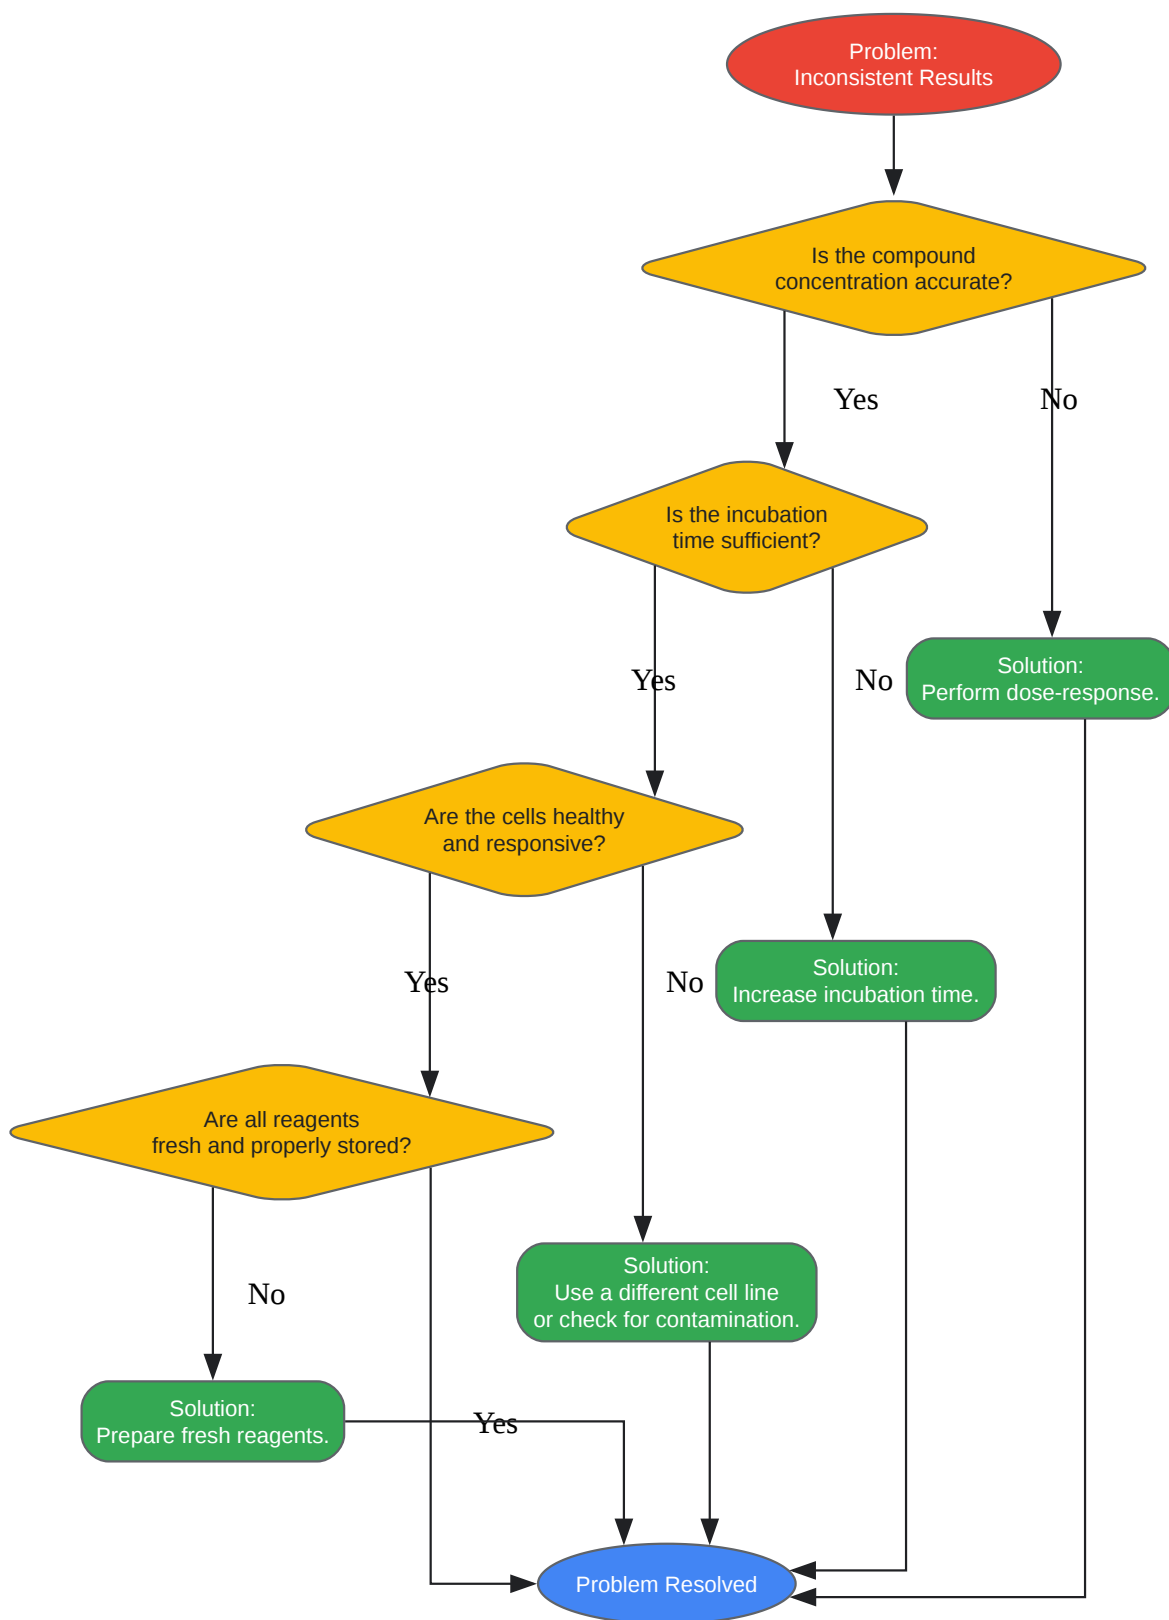 Problem:
Inconsistent Results
Is the compound
concentration accurate?
Yes
No
Is the incubation
time sufficient?
Yes
No
Solution:
Perform dose-response.
Are the cells healthy
and responsive?
Yes
No
Solution:
Increase incubation time.
Are all reagents
fresh and properly stored?
No
Solution:
Use a different cell line
or check for contamination.
Solution:
Prepare fresh reagents.
Yes
Problem Resolved